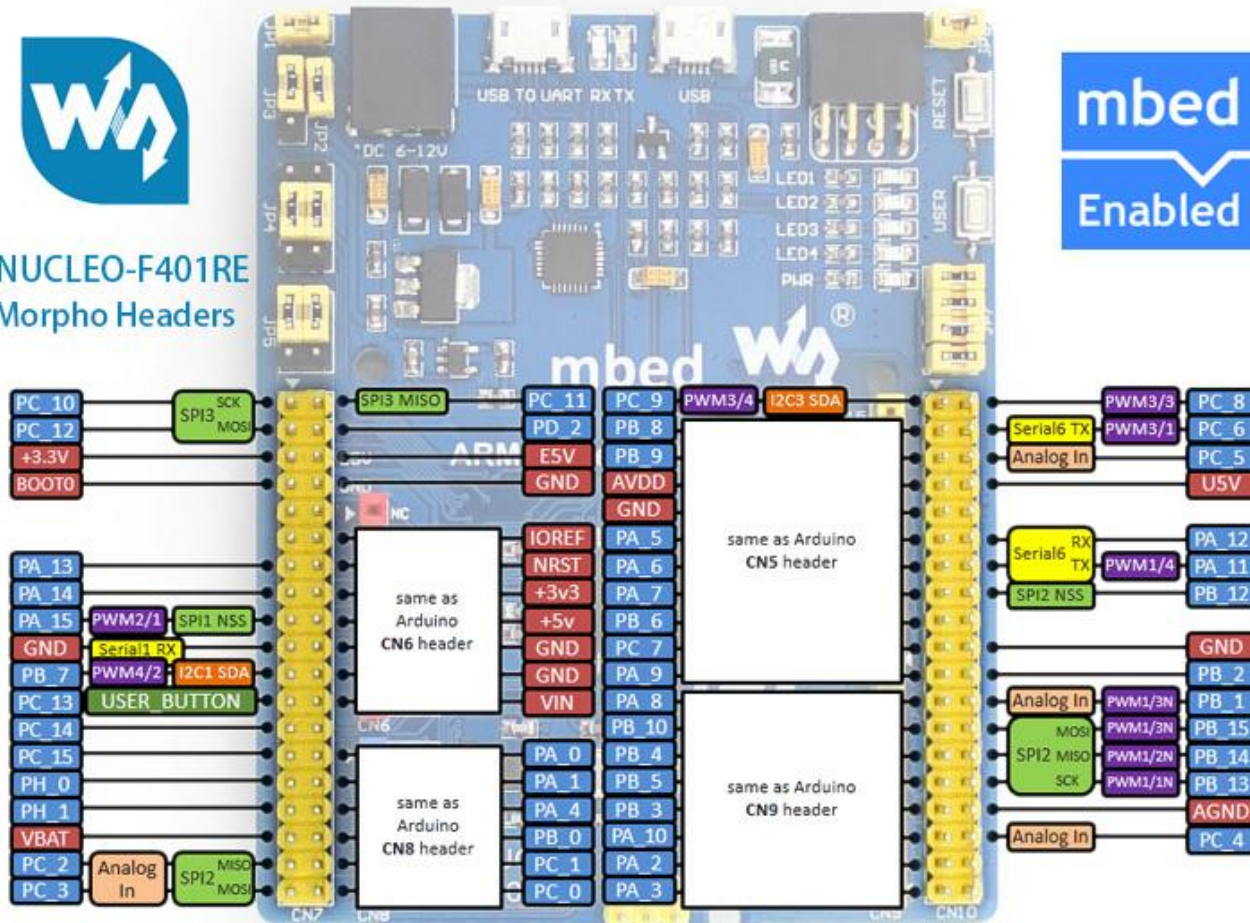 JP1
JP3
JP2
JP4
JP5
USB TO UART RX TX
USB
DC 6-12V
RESET
USER
LED1
LED2
LED3
LED4
PWR
JP7
mbed
Enabled
NUCLEO-F401RE
Morpho Headers
mbed
®
ARM
PC_10
PC_12
+3.3V
BOOT0
SPI3 SCK
MOSI
PA_13
PA_14
PA_15 PWM2/1 SPI1 NSS
GND Serial1 RX
PB_7 PWM4/2 I2C1 SDA
PC_13 USER_BUTTON
PC_14
PC_15
PH_0
PH_1
VBAT
PC_2
PC_3
Analog
In
SPI2 MISO
MOSI
SPI3 MISO PC_11
PD_2
E5V
GND
NC
IOREF
NRST
+3v3
+5v
GND
GND
VIN
same as
Arduino
CN6 header
CN6
PA_0
PA_1
PA_4
PB_0
PC_1
PC_0
same as
Arduino
CN8 header
PC_9 PWM3/4 I2C3 SDA
PB_8
PB_9
AVDD
GND
PA_5
PA_6
PA_7
PB_6
PC_7
PA_9
PA_8
PB_10
PB_4
PB_5
PB_3
PA_10
PA_2
PA_3
same as Arduino
CN5 header
same as Arduino
CN9 header
PWM3/3 PC_8
Serial6 TX PWM3/1 PC_6
Analog In PC_5
U5V
Serial6 RX PA_12
TX PWM1/4 PA_11
SPI2 NSS PB_12
GND
PB_2
Analog In PWM1/3N PB_1
MOSI PWM1/3N PB_15
SPI2 MISO PWM1/2N PB_14
SCK PWM1/1N PB_13
AGND
Analog In PC_4
CN7
CN8
CN9
CN10